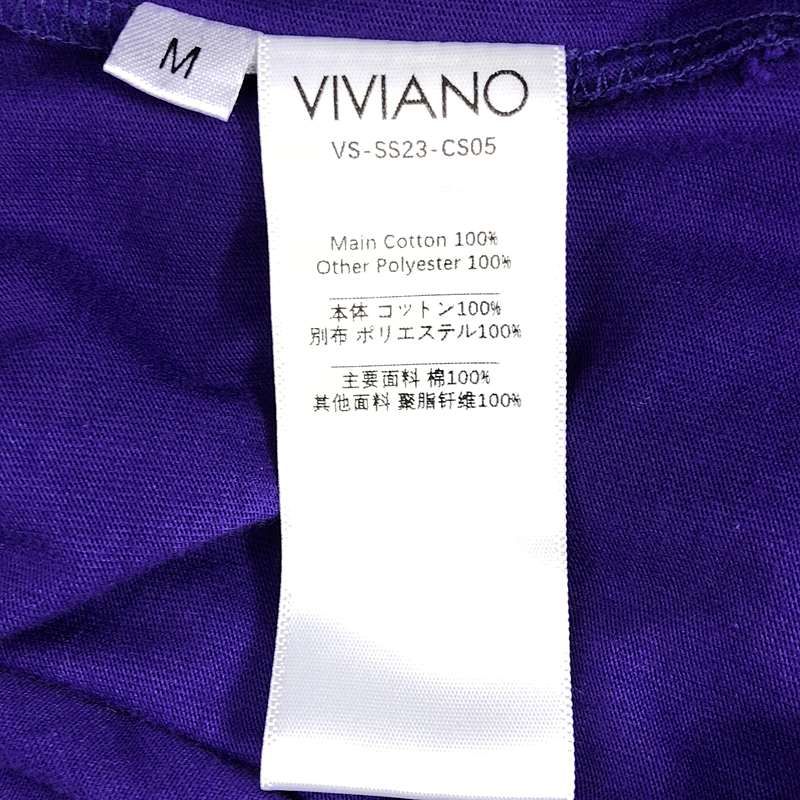 M
VIVIANO
VS-SS23-CS05
Main Cotton 100%
Other Polyester 100%
本体 コットン100%
別布 ポリエステル100%
主要面料 棉100%
其他面料 聚脂钎维100%